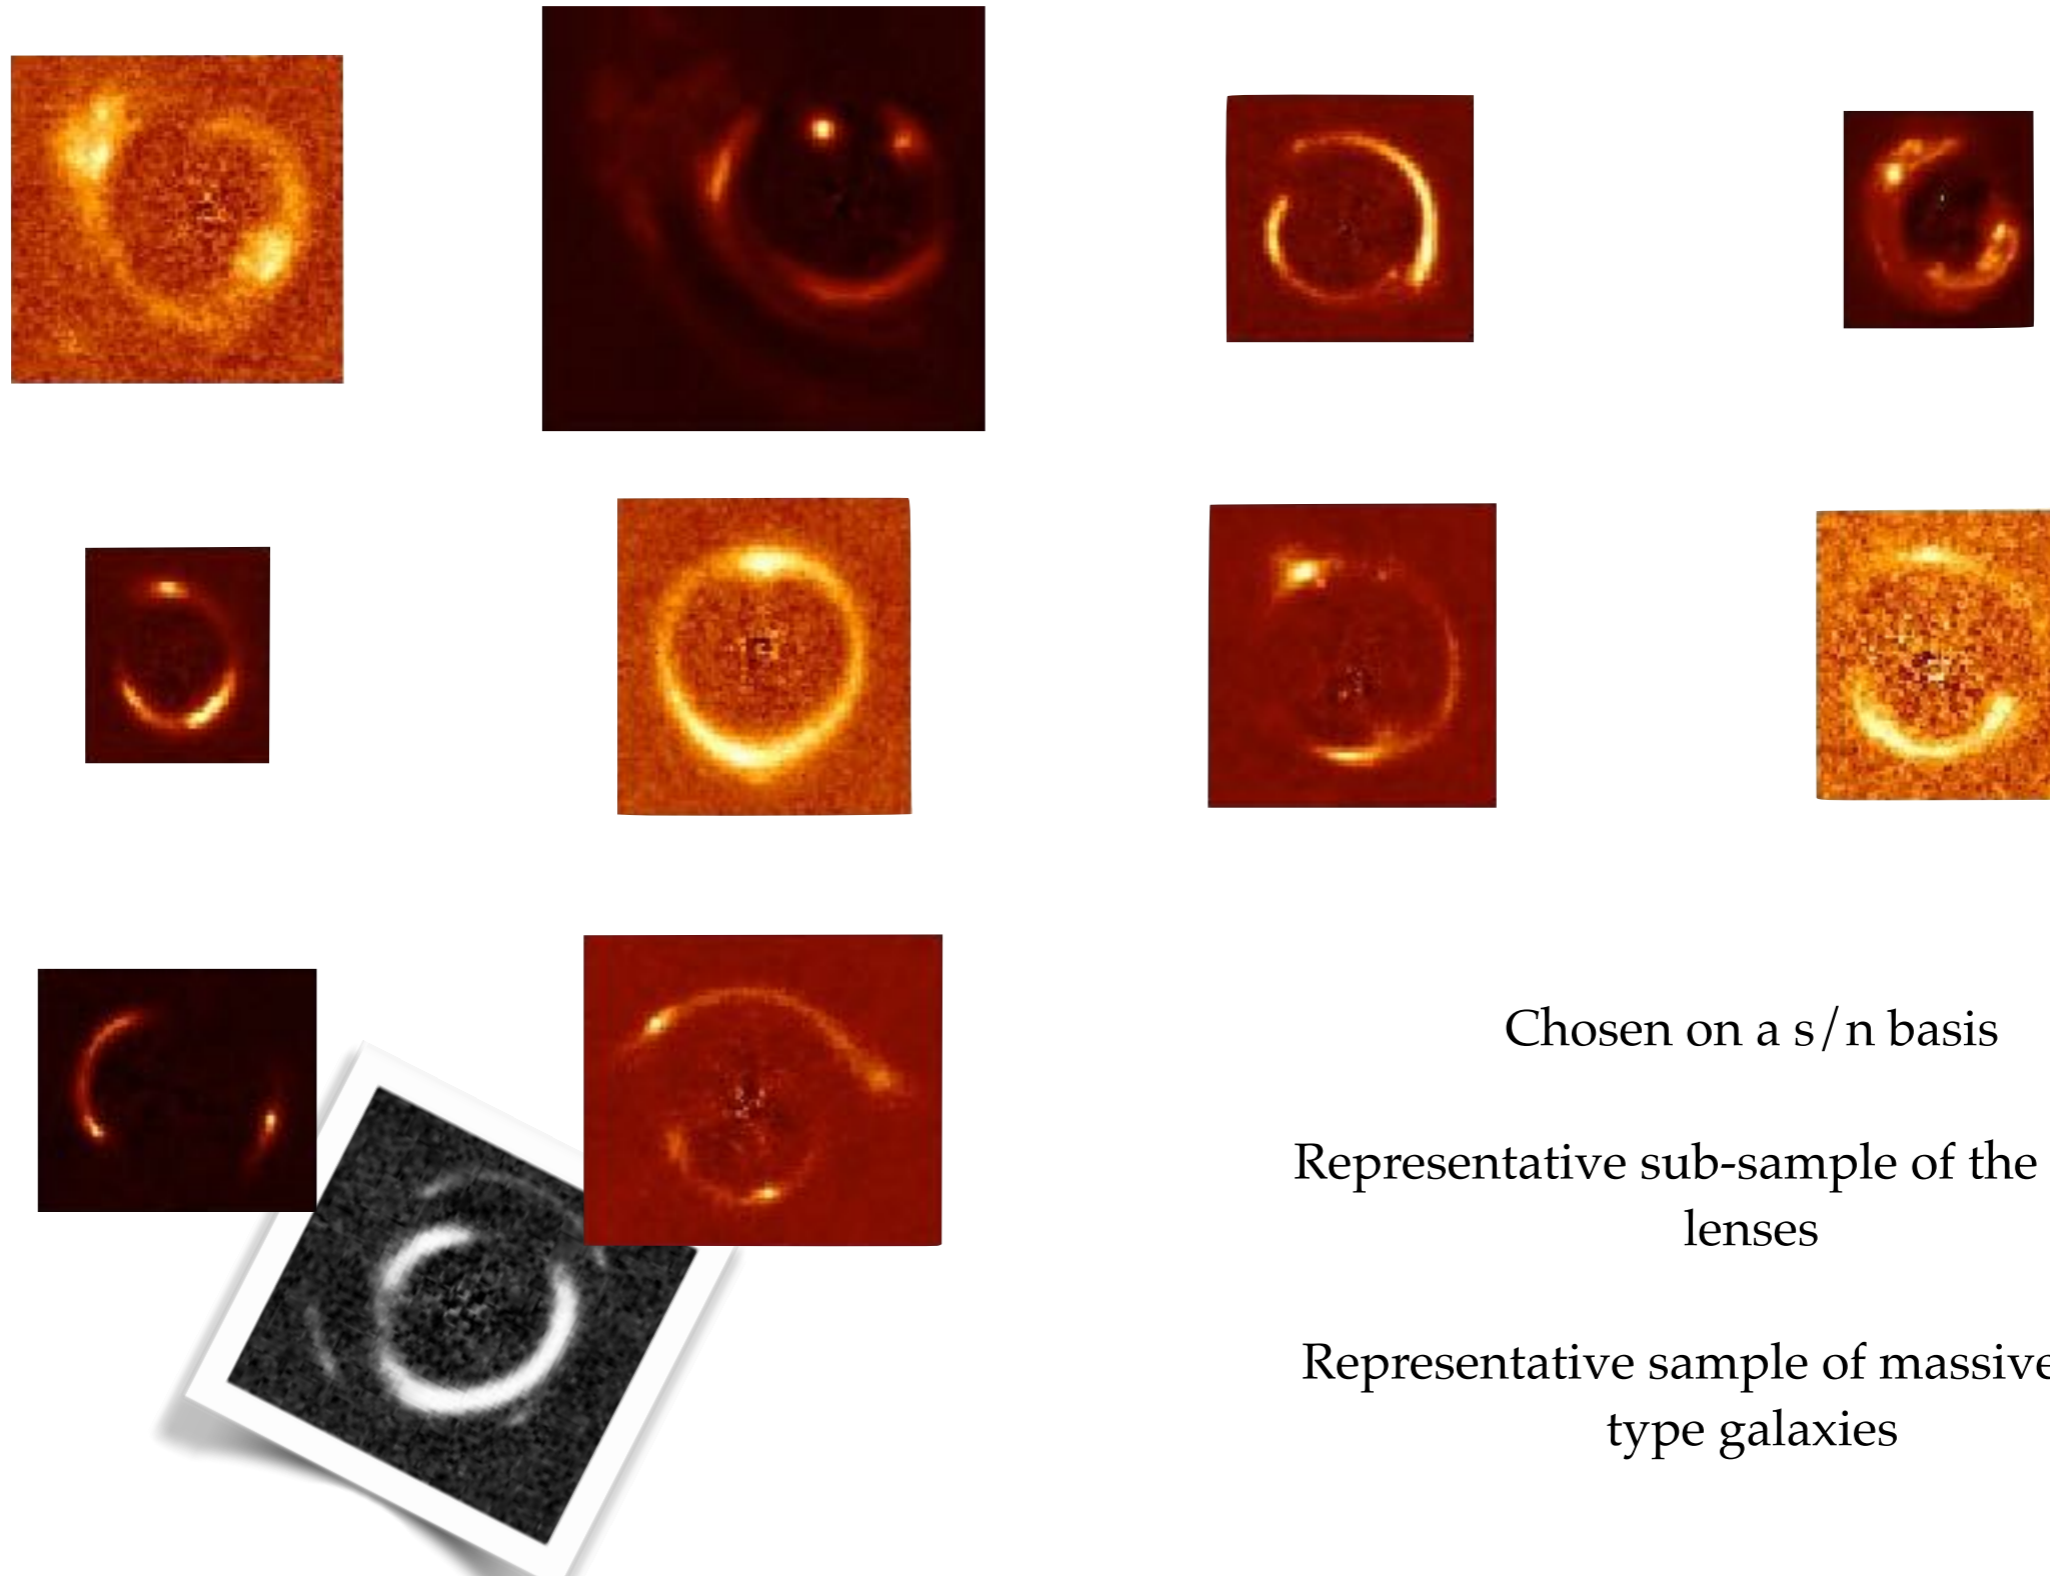 Chosen on a s/n basis
Representative sub-sample of the
lenses
Representative sample of massive
type galaxies